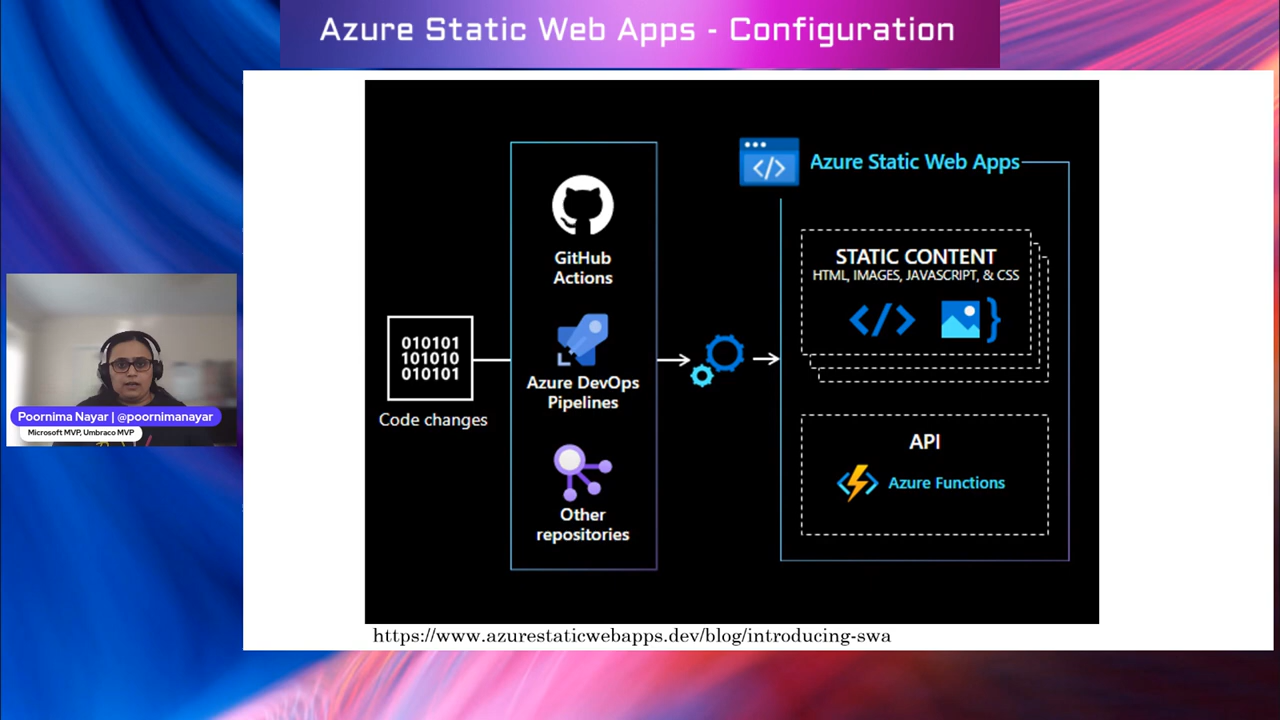 Azure Static Web Apps - Configuration
GitHub
Actions
010101
101010
010101
Code changes
Azure DevOps
Pipelines
Other
repositories
Azure Static Web Apps
STATIC CONTENT
HTML, IMAGES, JAVASCRIPT, & CSS
API
Azure Functions
https://www.azurestaticwebapps.dev/blog/introducing-swa
Poornima Nayar | @poornimanayar
Microsoft MVP, Umbraco MVP